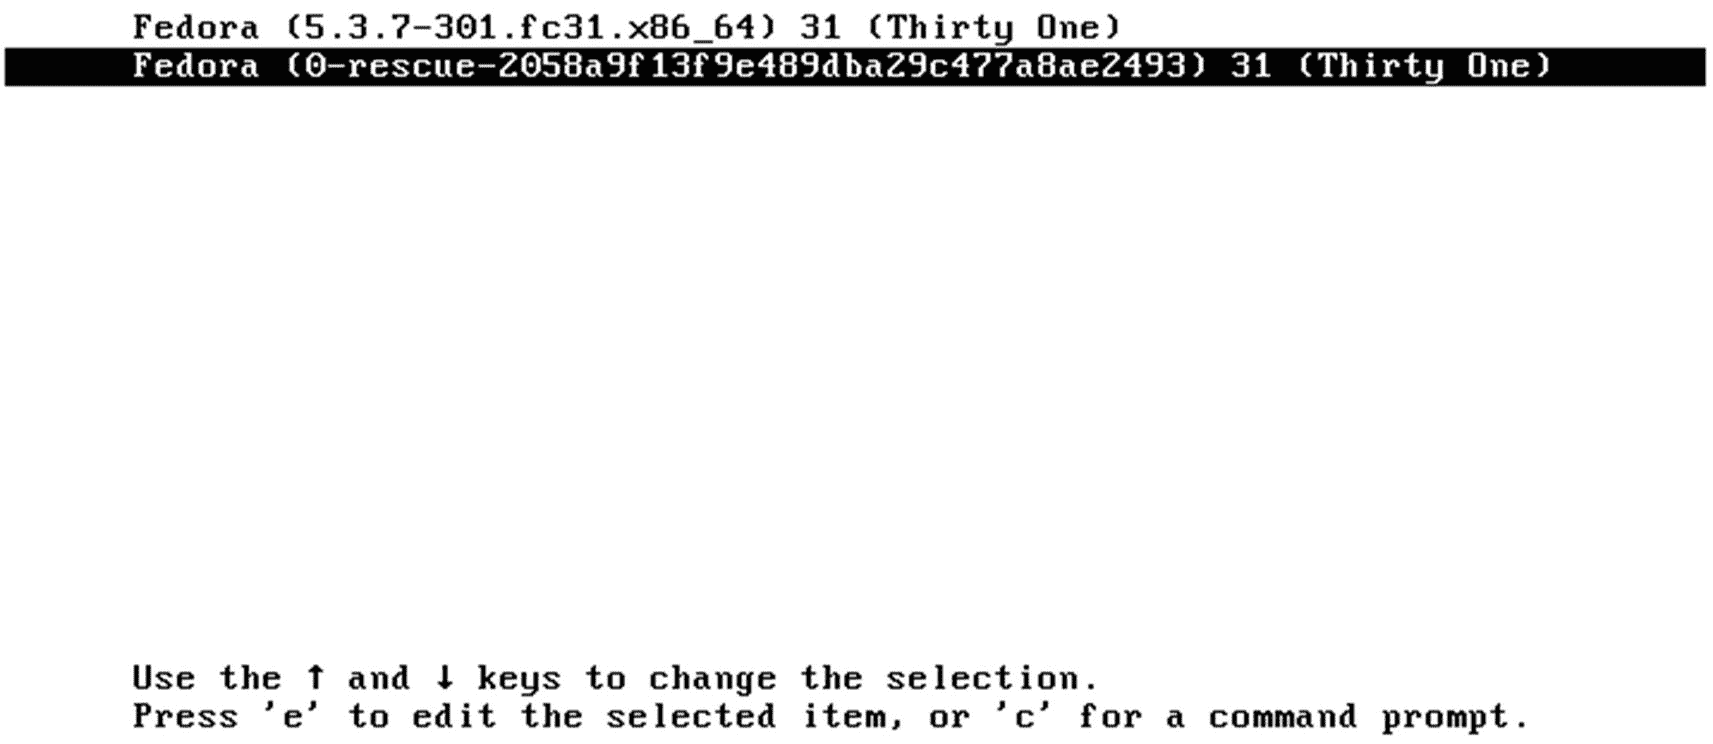 Fedora (5.3.7-301.fc31.x86_64) 31 (Thirty One)
Fedora (0-rescue-2058a9f13f9e489dba29c477a8ae2493) 31 (Thirty One)
Use the ↑ and ↓ keys to change the selection.
Press 'e' to edit the selected item, or 'c' for a command prompt.